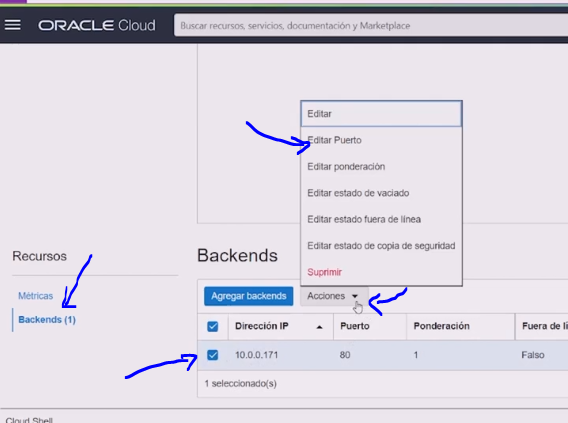 ORACLE Cloud
Buscar recursos, servicios, documentación y Marketplace
Editar
Editar Puerto
Editar ponderación
Editar estado de vaciado
Editar estado fuera de línea
Editar estado de copia de seguridad
Suprimir
Recursos
Métricas
Backends (1)
Backends
Agregar backends Acciones
Dirección IP Puerto Ponderación Fuera de lí
10.0.0.171 80 1 Falso
1 seleccionado(s)
Cloud Shell